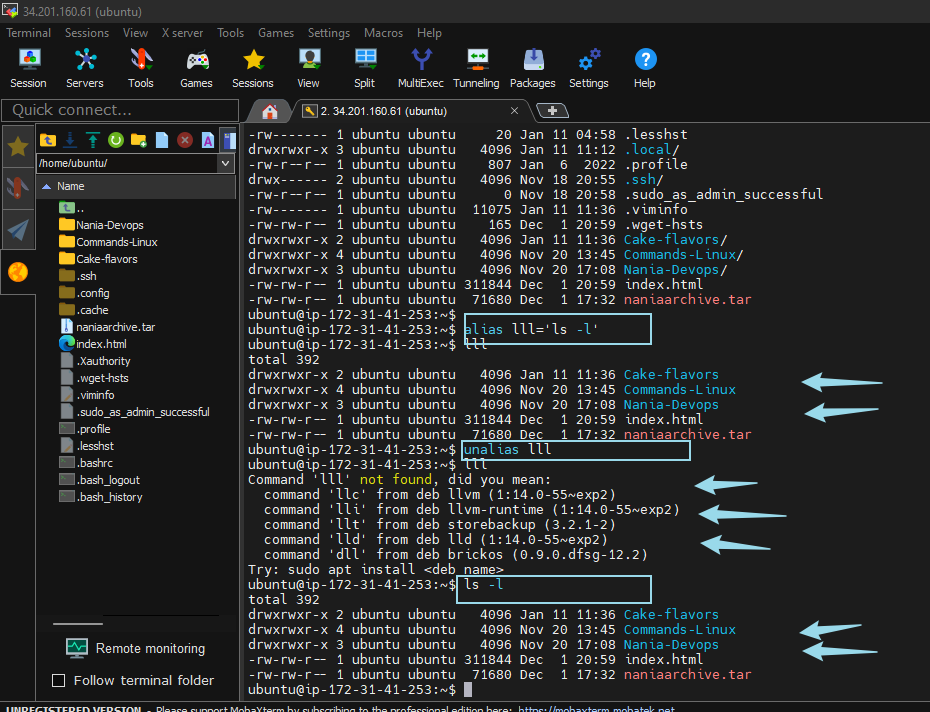 34.201.160.61 (ubuntu)
Terminal Sessions View X server Tools Games Settings Macros Help
Session Servers Tools Games Sessions View Split MultiExec Tunneling Packages Settings Help
Quick connect...
2. 34.201.160.61 (ubuntu)
/home/ubuntu/
Name
..
Nania-Devops
Commands-Linux
Cake-flavors
.ssh
.config
.cache
naniaarchive.tar
index.html
.Xauthority
.wget-hsts
.viminfo
.sudo_as_admin_successful
.profile
.lesshst
.bashrc
.bash_logout
.bash_history
Remote monitoring
Follow terminal folder
-rw------- 1 ubuntu ubuntu 20 Jan 11 04:58 .lesshst
drwxrwxr-x 3 ubuntu ubuntu 4096 Jan 11 11:12 .local/
-rw-r--r-- 1 ubuntu ubuntu 807 Jan 6 2022 .profile
drwx------ 2 ubuntu ubuntu 4096 Nov 18 20:55 .ssh/
-rw-r--r-- 1 ubuntu ubuntu 0 Nov 18 20:58 .sudo_as_admin_successful
-rw------- 1 ubuntu ubuntu 11075 Jan 11 11:36 .viminfo
-rw-rw-r-- 1 ubuntu ubuntu 165 Dec 1 20:59 .wget-hsts
drwxrwxr-x 2 ubuntu ubuntu 4096 Jan 11 11:36 Cake-flavors/
drwxrwxr-x 4 ubuntu ubuntu 4096 Nov 20 13:45 Commands-Linux/
drwxrwxr-x 3 ubuntu ubuntu 4096 Nov 20 17:08 Nania-Devops/
-rw-rw-r-- 1 ubuntu ubuntu 311844 Dec 1 20:59 index.html
-rw-rw-r-- 1 ubuntu ubuntu 71680 Dec 1 17:32 naniaarchive.tar
ubuntu@ip-172-31-41-253:~$
ubuntu@ip-172-31-41-253:~$ alias lll='ls -l'
ubuntu@ip-172-31-41-253:~$ lll
total 392
drwxrwxr-x 2 ubuntu ubuntu 4096 Jan 11 11:36 Cake-flavors
drwxrwxr-x 4 ubuntu ubuntu 4096 Nov 20 13:45 Commands-Linux
drwxrwxr-x 3 ubuntu ubuntu 4096 Nov 20 17:08 Nania-Devops
-rw-rw-r-- 1 ubuntu ubuntu 311844 Dec 1 20:59 index.html
-rw-rw-r-- 1 ubuntu ubuntu 71680 Dec 1 17:32 naniaarchive.tar
ubuntu@ip-172-31-41-253:~$ unalias lll
ubuntu@ip-172-31-41-253:~$ lll
Command 'lll' not found, did you mean:
command 'llc' from deb llvm (1:14.0-55~exp2)
command 'lli' from deb llvm-runtime (1:14.0-55~exp2)
command 'llt' from deb storebackup (3.2.1-2)
command 'lld' from deb lld (1:14.0-55~exp2)
command 'dll' from deb brickos (0.9.0.dfsg-12.2)
Try: sudo apt install <deb name>
ubuntu@ip-172-31-41-253:~$ ls -l
total 392
drwxrwxr-x 2 ubuntu ubuntu 4096 Jan 11 11:36 Cake-flavors
drwxrwxr-x 4 ubuntu ubuntu 4096 Nov 20 13:45 Commands-Linux
drwxrwxr-x 3 ubuntu ubuntu 4096 Nov 20 17:08 Nania-Devops
-rw-rw-r-- 1 ubuntu ubuntu 311844 Dec 1 20:59 index.html
-rw-rw-r-- 1 ubuntu ubuntu 71680 Dec 1 17:32 naniaarchive.tar
ubuntu@ip-172-31-41-253:~$
UNREGISTERED VERSION - Please support MobaXterm by subscribing to the professional edition here: https://mobaxterm.mobatek.net